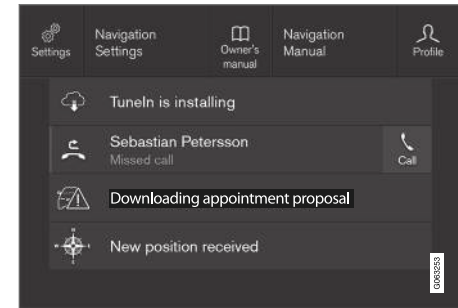 Settings
Navigation
Settings
Owner's
manual
Navigation
Manual
Profile
TuneIn is installing
Sebastian Petersson
Missed call
Call
Downloading appointment proposal
New position received
G063253